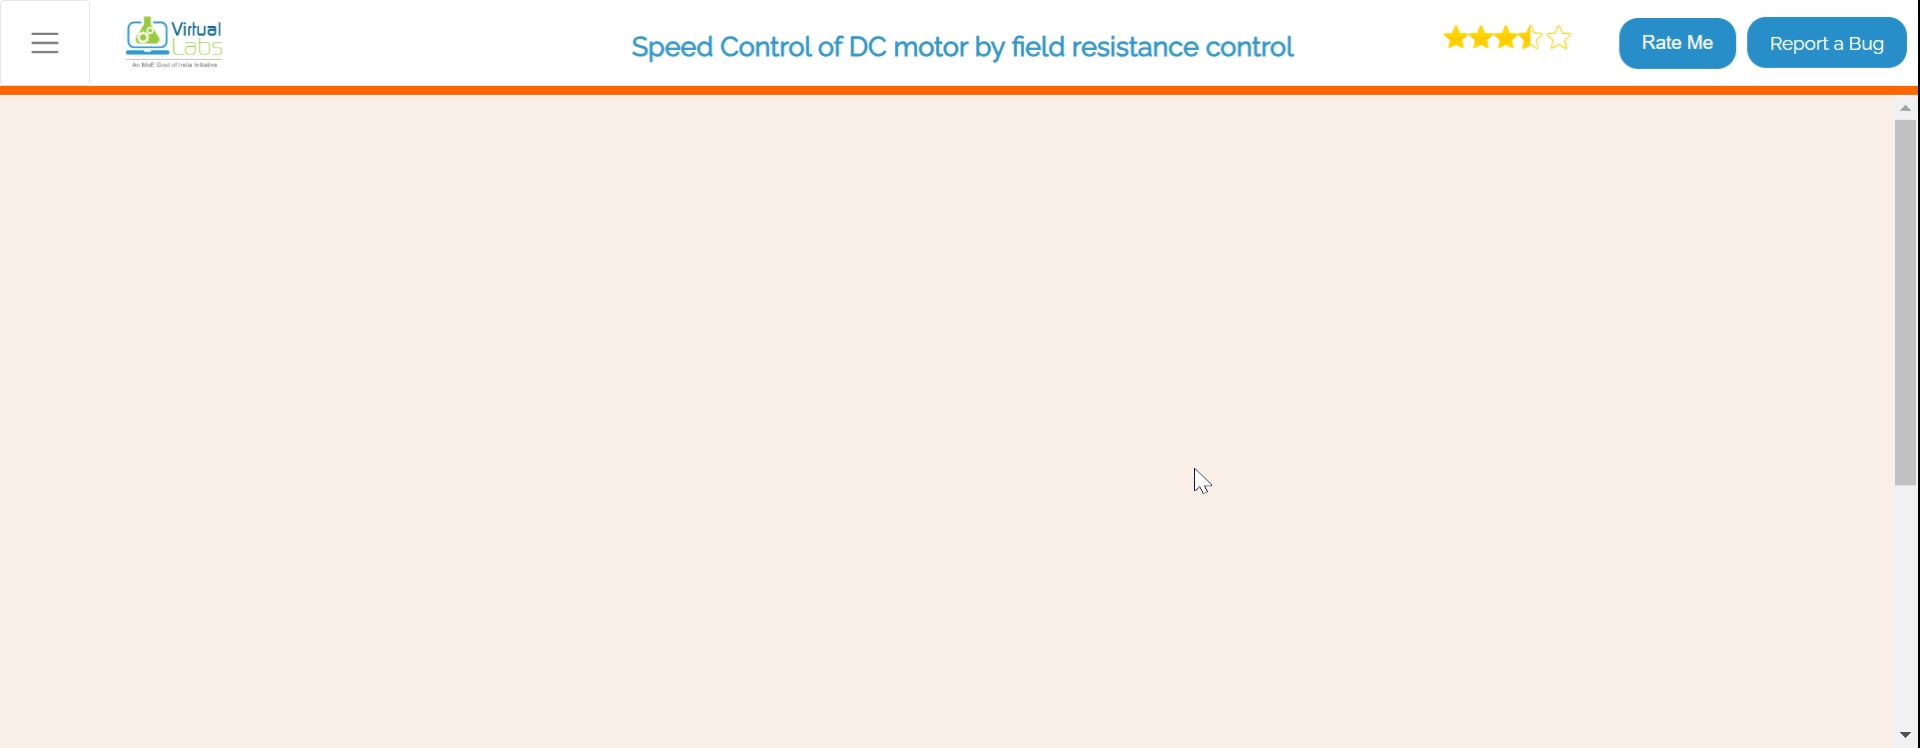 Virtual
Labs
An MoE Govt of India Initiative
Speed Control of DC motor by field resistance control
Rate Me
Report a Bug